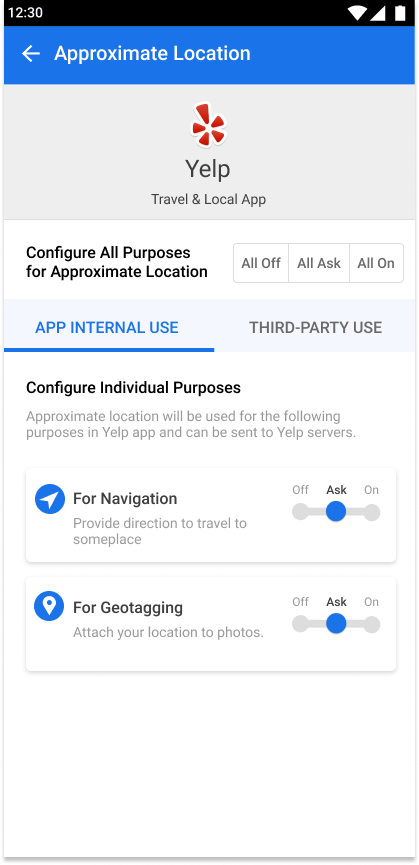 12:30
Approximate Location
Yelp
Travel & Local App
Configure All Purposes
for Approximate Location
All Off All Ask All On
APP INTERNAL USE THIRD-PARTY USE
Configure Individual Purposes
Approximate location will be used for the following
purposes in Yelp app and can be sent to Yelp servers.
Off Ask On
For Navigation
Provide direction to travel to
someplace
Off Ask On
For Geotagging
Attach your location to photos.